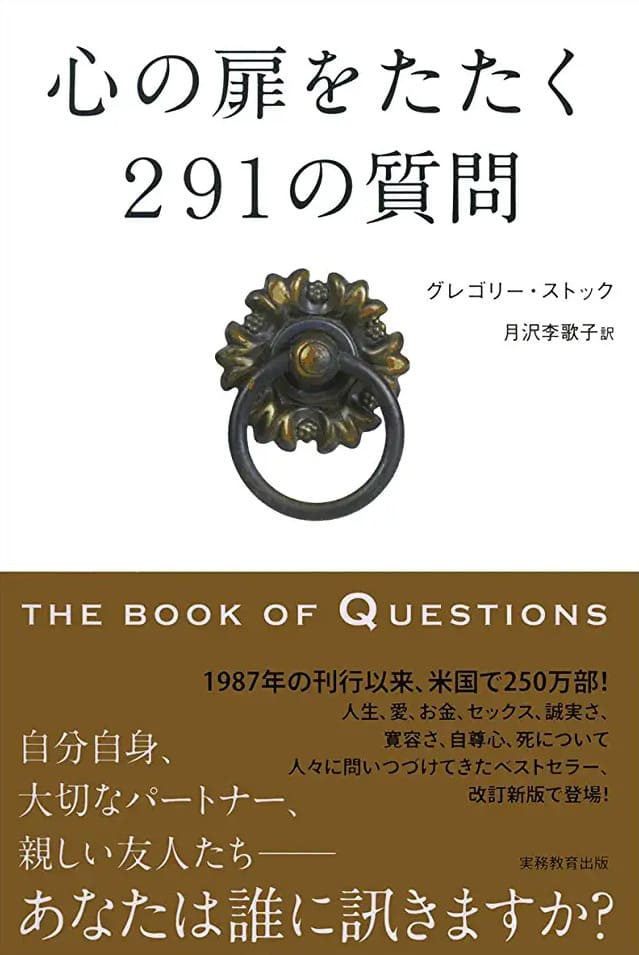 心の扉をたたく
291の質問
グレゴリー・ストック
月沢李歌子 訳
THE BOOK OF QUESTIONS
1987年の刊行以来、米国で250万部!
人生、愛、お金、セックス、誠実さ、
寛容さ、自尊心、死について
人々に問いつづけてきたベストセラー、
改訂新版で登場!
自分自身、
大切なパートナー、
親しい友人たち――
あなたは誰に訊きますか?
実務教育出版